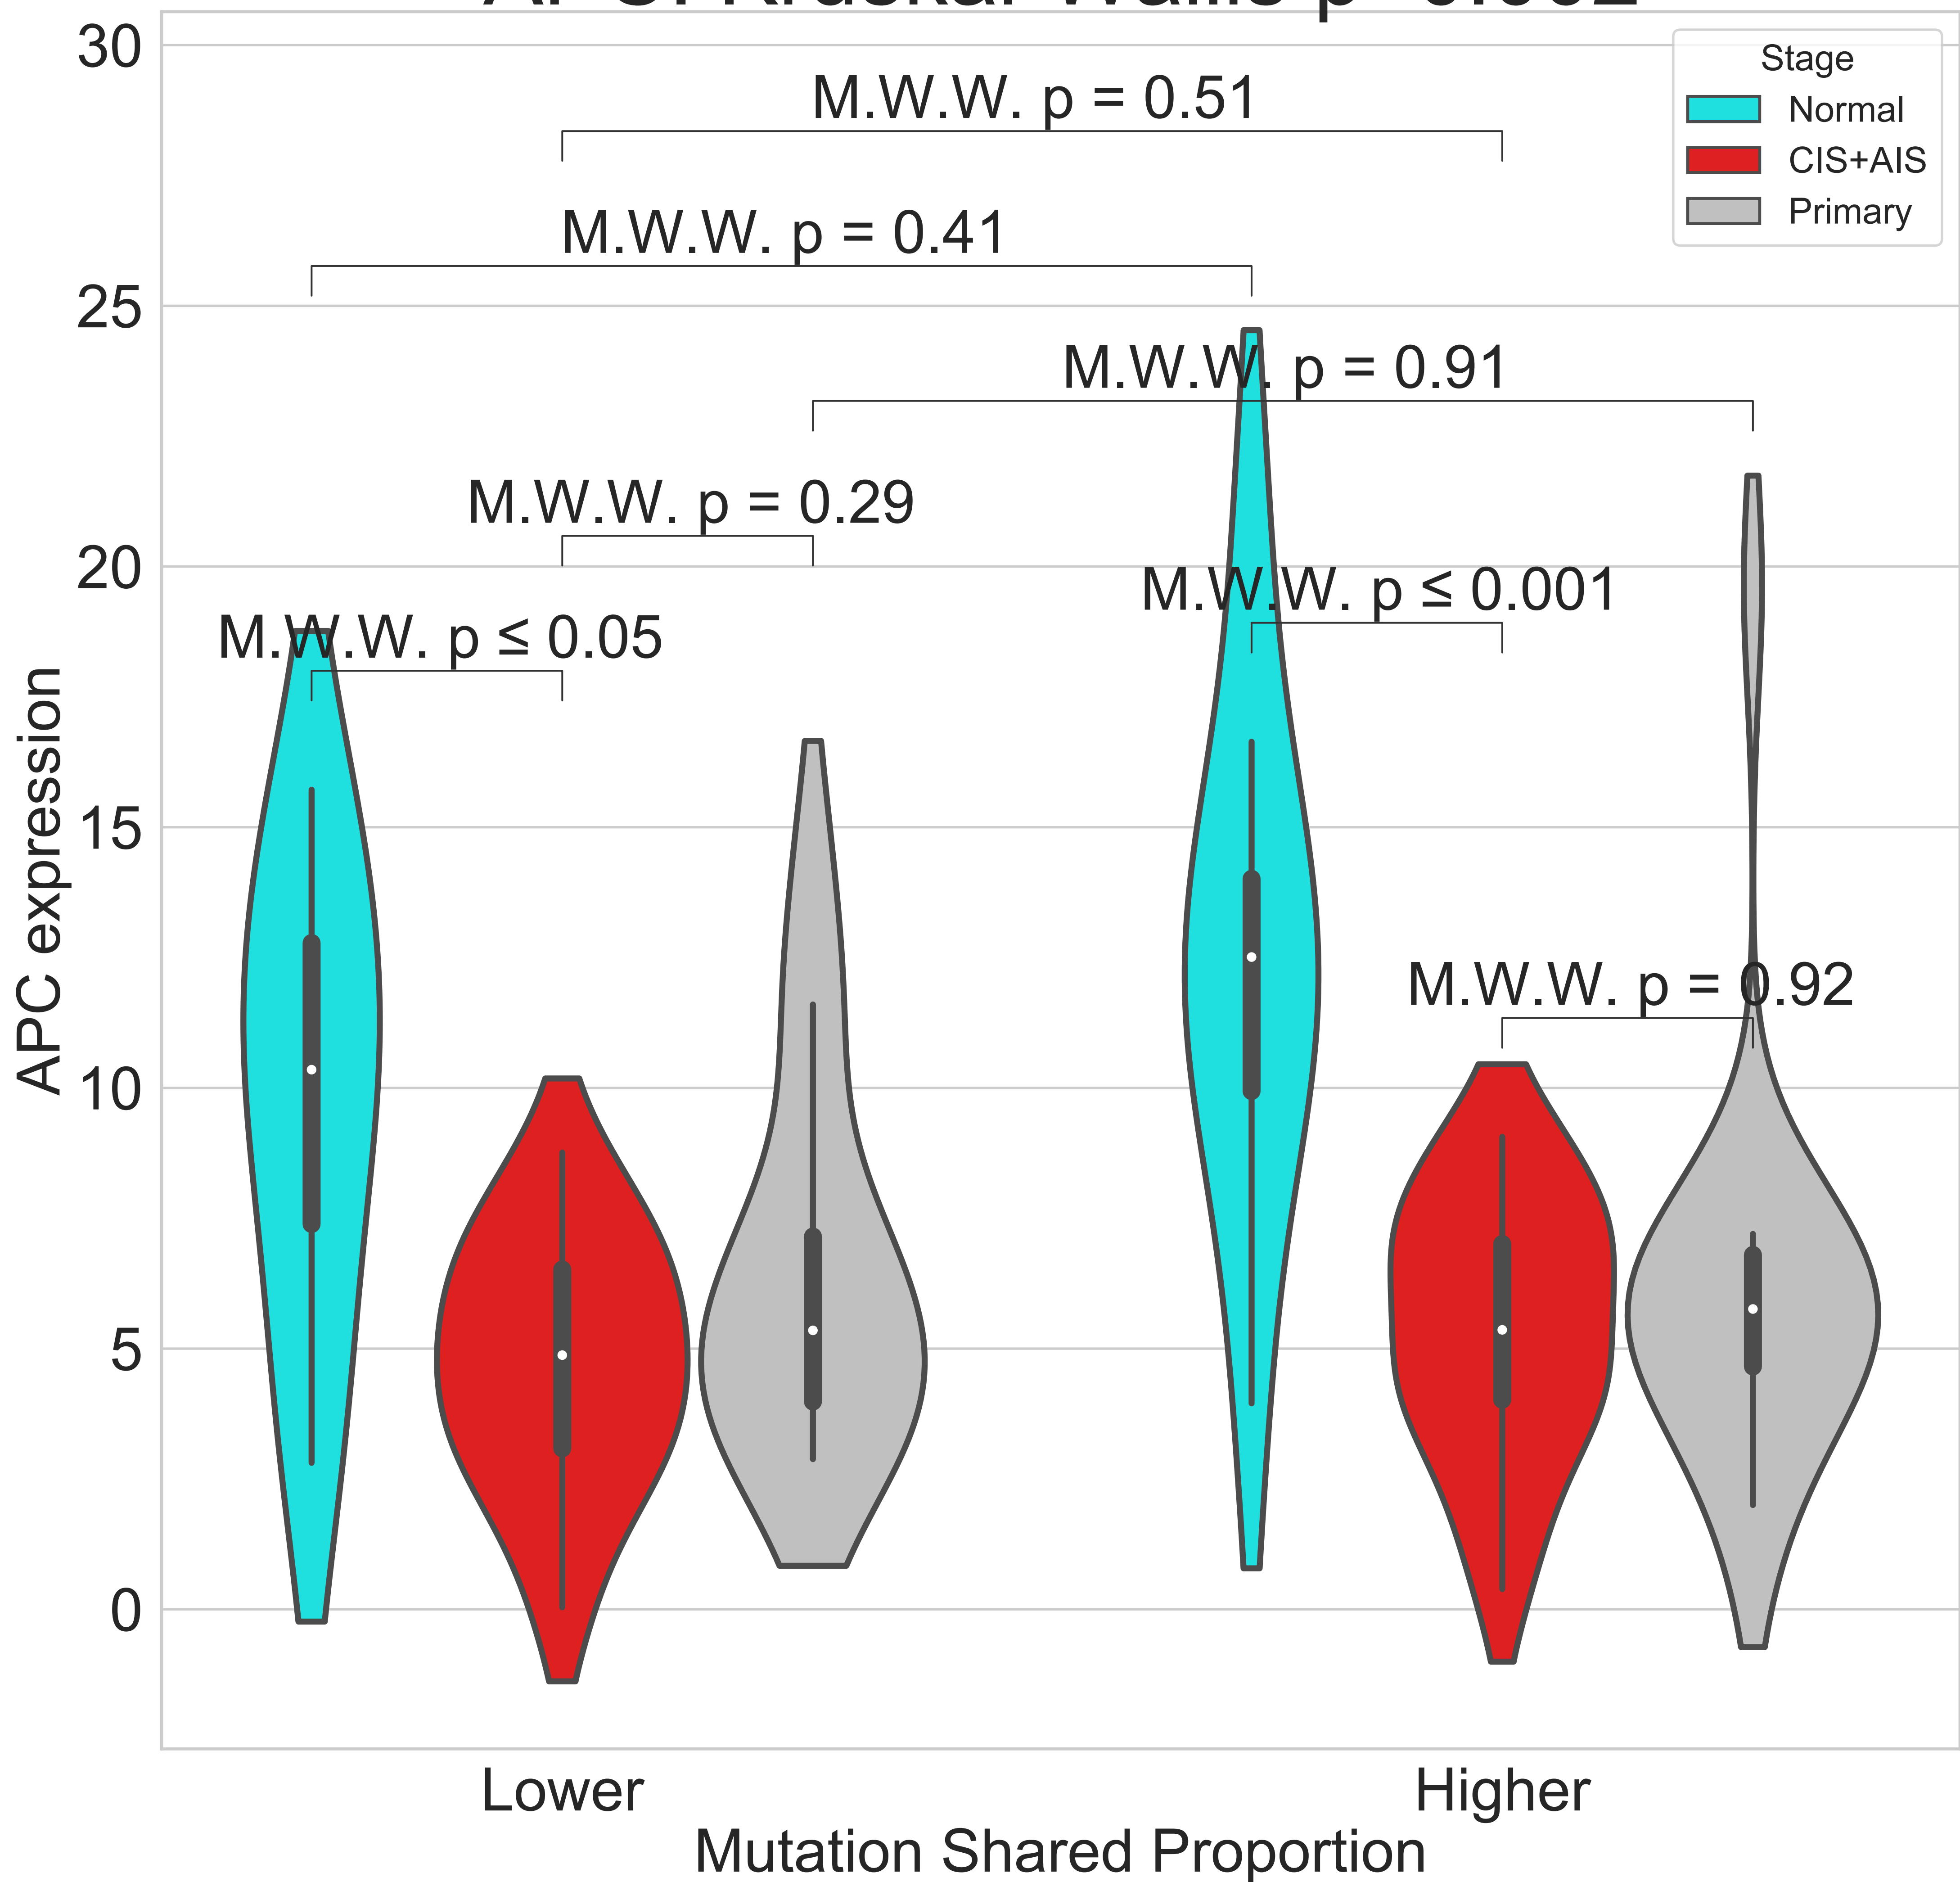 30
Stage
Normal
CIS+AIS
Primary
M.W.W. p = 0.51
M.W.W. p = 0.41
25
M.W.W. p = 0.91
M.W.W. p = 0.29
20
M.W.W. p ≤ 0.001
M.W.W. p ≤ 0.05
15
M.W.W. p = 0.92
10
5
0
APC expression
Lower
Higher
Mutation Shared Proportion